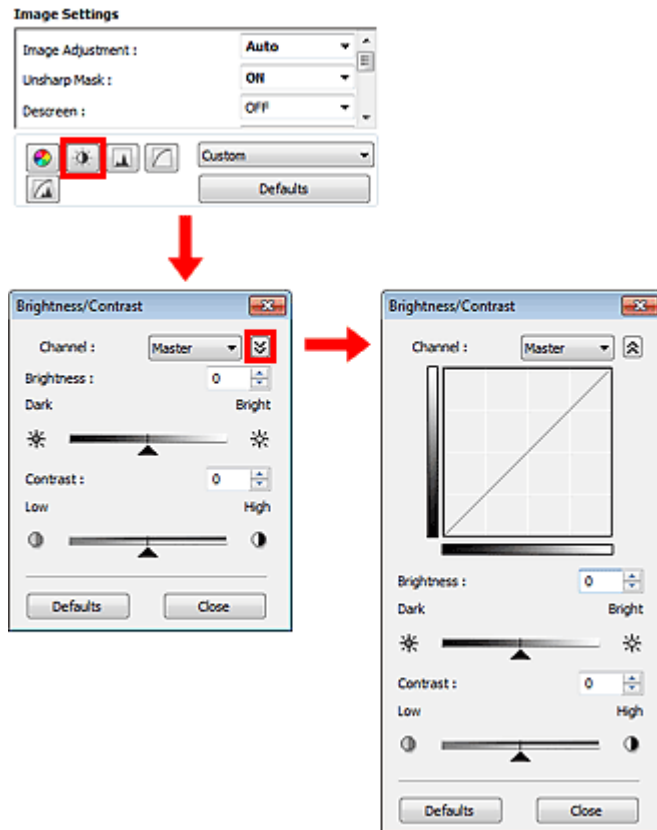 Image Settings
Image Adjustment : Auto
Unsharp Mask : ON
Descreen : OFF
Custom
Defaults
Brightness/Contrast
Channel : Master
Brightness : 0
Dark Bright
Contrast : 0
Low High
Defaults Close
Brightness/Contrast
Channel : Master
Brightness : 0
Dark Bright
Contrast : 0
Low High
Defaults Close